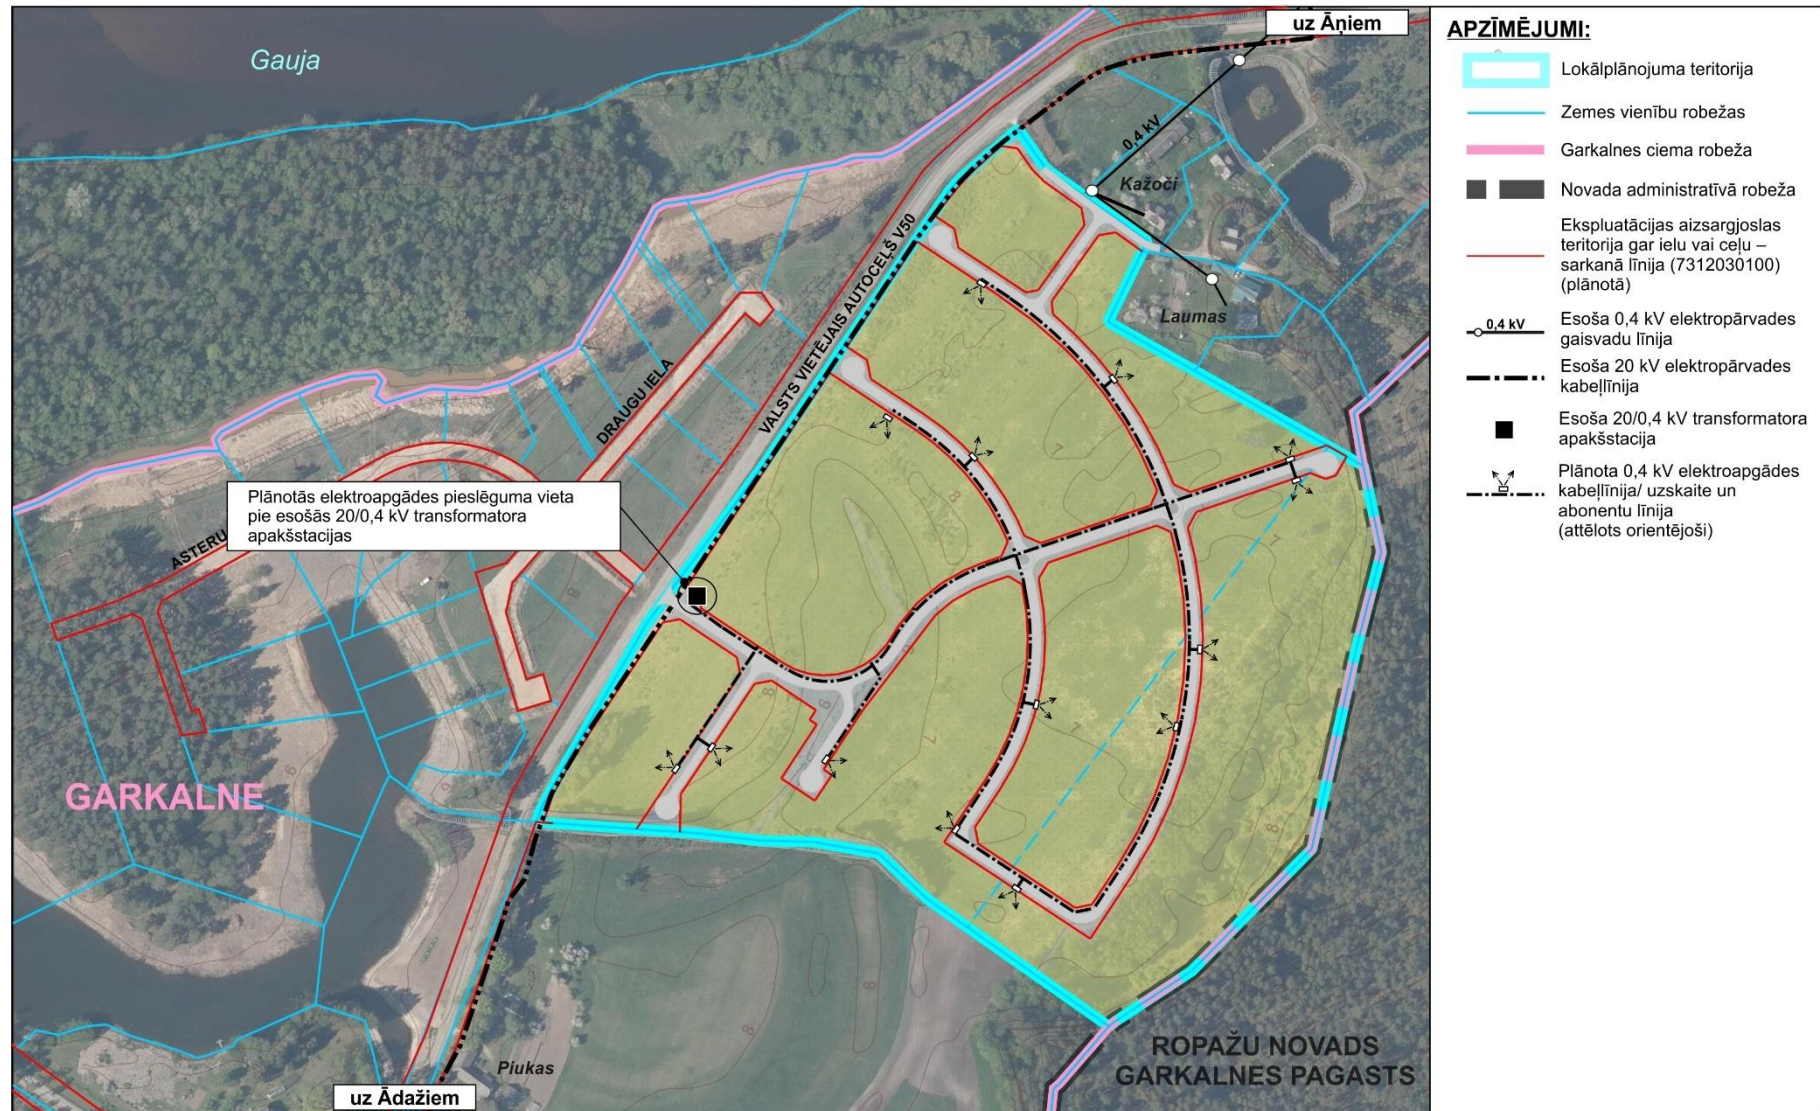 uz Āņiem
Gauja
0,4 kV
Kažoči
VALSTS VIETĒJAIS AUTOCEĻŠ V50
Laumas
DRAUGU IELA
Plānotās elektroapgādes pieslēguma vieta
pie esošās 20/0,4 kV transformatora
apakšstacijas
ASTERU
GARKALNE
Piukas
uz Ādažiem
ROPAŽU NOVADS
GARKALNES PAGASTS
APZĪMĒJUMI:
Lokālplānojuma teritorija
Zemes vienību robežas
Garkalnes ciema robeža
Novada administratīvā robeža
Ekspluatācijas aizsargjoslas
teritorija gar ielu vai ceļu –
sarkanā līnija (7312030100)
(plānotā)
0,4 kV
Esoša 0,4 kV elektropārvades
gaisvadu līnija
Esoša 20 kV elektropārvades
kabeļlīnija
Esoša 20/0,4 kV transformatora
apakšstacija
Plānota 0,4 kV elektroapgādes
kabeļlīnija/ uzskaite un
abonentu līnija
(attēlots orientējoši)